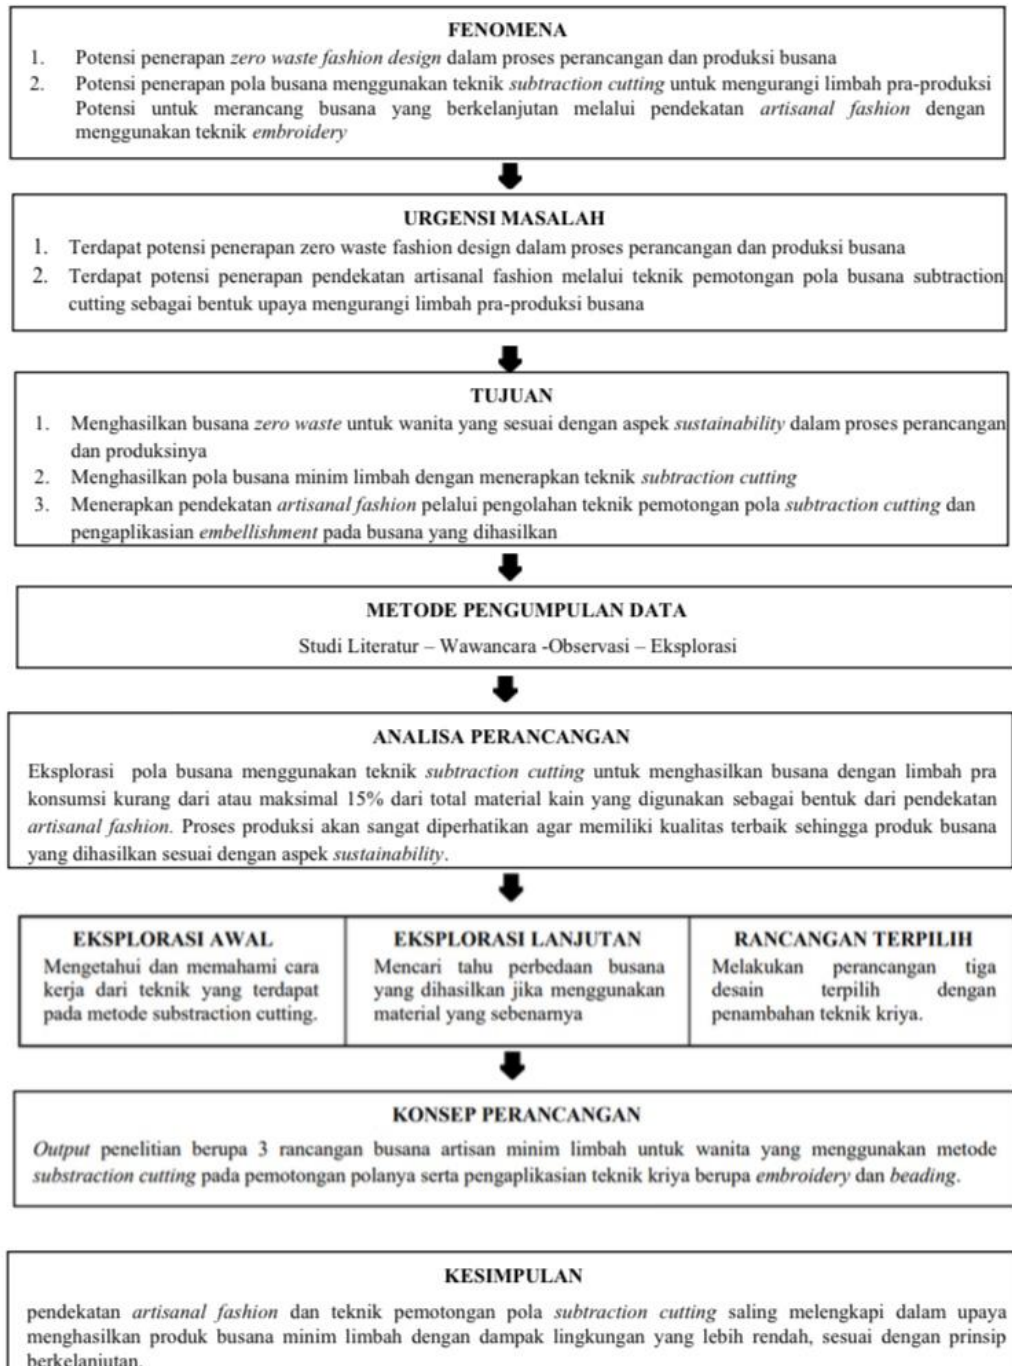 FENOMENA
1. Potensi penerapan zero waste fashion design dalam proses perancangan dan produksi busana
2. Potensi penerapan pola busana menggunakan teknik subtraction cutting untuk mengurangi limbah pra-produksi
Potensi untuk merancang busana yang berkelanjutan melalui pendekatan artisanal fashion dengan
menggunakan teknik embroidery
URGENSI MASALAH
1. Terdapat potensi penerapan zero waste fashion design dalam proses perancangan dan produksi busana
2. Terdapat potensi penerapan pendekatan artisanal fashion melalui teknik pemotongan pola busana subtraction
cutting sebagai bentuk upaya mengurangi limbah pra-produksi busana
TUJUAN
1. Menghasilkan busana zero waste untuk wanita yang sesuai dengan aspek sustainability dalam proses perancangan
dan produksinya
2. Menghasilkan pola busana minim limbah dengan menerapkan teknik subtraction cutting
3. Menerapkan pendekatan artisanal fashion pelalui pengolahan teknik pemotongan pola subtraction cutting dan
pengaplikasian embellishment pada busana yang dihasilkan
METODE PENGUMPULAN DATA
Studi Literatur – Wawancara -Observasi – Eksplorasi
ANALISA PERANCANGAN
Eksplorasi pola busana menggunakan teknik subtraction cutting untuk menghasilkan busana dengan limbah pra
konsumsi kurang dari atau maksimal 15% dari total material kain yang digunakan sebagai bentuk dari pendekatan
artisanal fashion. Proses produksi akan sangat diperhatikan agar memiliki kualitas terbaik sehingga produk busana
yang dihasilkan sesuai dengan aspek sustainability.
EKSPLORASI AWAL
Mengetahui dan memahami cara
kerja dari teknik yang terdapat
pada metode substraction cutting.
EKSPLORASI LANJUTAN
Mencari tahu perbedaan busana
yang dihasilkan jika menggunakan
material yang sebenarnya
RANCANGAN TERPILIH
Melakukan perancangan tiga
desain terpilih dengan
penambahan teknik kriya.
KONSEP PERANCANGAN
Output penelitian berupa 3 rancangan busana artisan minim limbah untuk wanita yang menggunakan metode
substraction cutting pada pemotongan polanya serta pengaplikasian teknik kriya berupa embroidery dan beading.
KESIMPULAN
pendekatan artisanal fashion dan teknik pemotongan pola subtraction cutting saling melengkapi dalam upaya
menghasilkan produk busana minim limbah dengan dampak lingkungan yang lebih rendah, sesuai dengan prinsip
berkelanjutan.